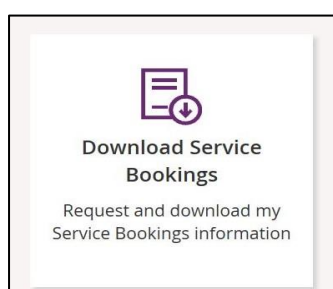 Download Service
Bookings
Request and download my
Service Bookings information